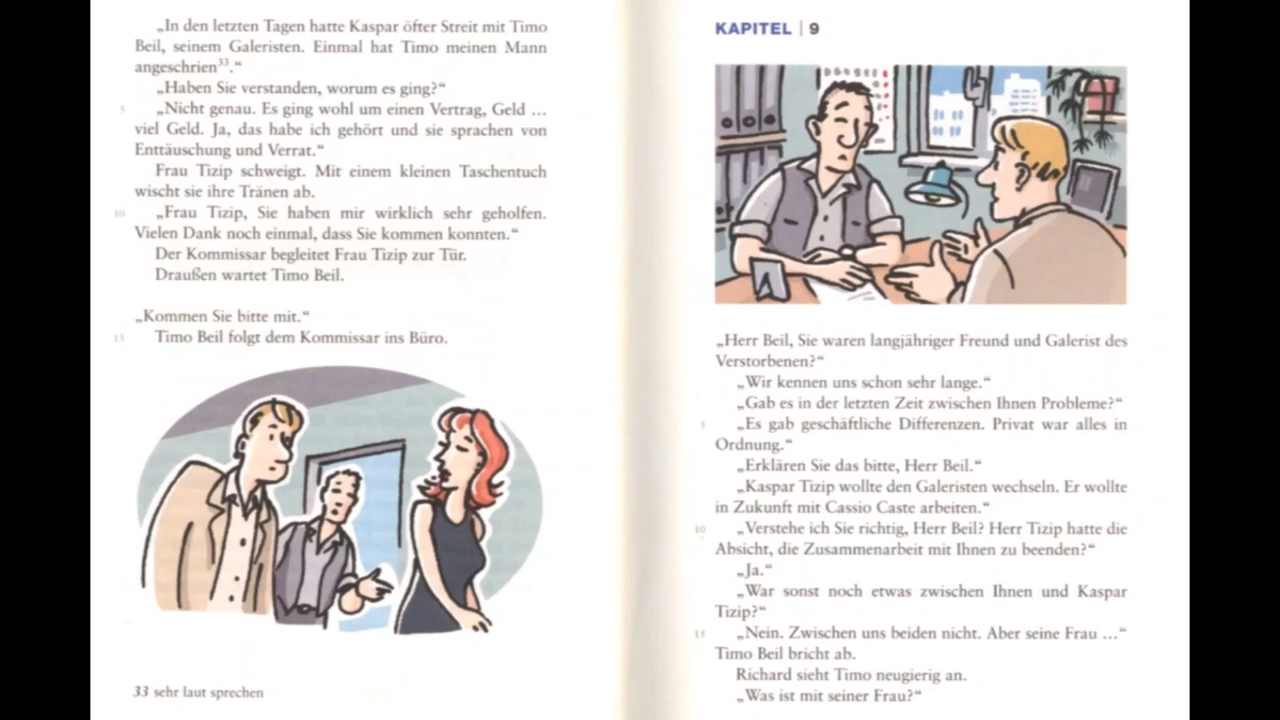 „In den letzten Tagen hatte Kaspar öfter Streit mit Timo
Beil, seinem Galeristen. Einmal hat Timo meinen Mann
angeschrien³³.“
„Haben Sie verstanden, worum es ging?“
5 „Nicht genau. Es ging wohl um einen Vertrag, Geld ...
viel Geld. Ja, das habe ich gehört und sie sprachen von
Enttäuschung und Verrat.“
Frau Tizip schweigt. Mit einem kleinen Taschentuch
wischt sie ihre Tränen ab.
10 „Frau Tizip, Sie haben mir wirklich sehr geholfen.
Vielen Dank noch einmal, dass Sie kommen konnten.“
Der Kommissar begleitet Frau Tizip zur Tür.
Draußen wartet Timo Beil.
„Kommen Sie bitte mit.“
15 Timo Beil folgt dem Kommissar ins Büro.
33 sehr laut sprechen
KAPITEL | 9
„Herr Beil, Sie waren langjähriger Freund und Galerist des
Verstorbenen?“
„Wir kennen uns schon sehr lange.“
„Gab es in der letzten Zeit zwischen Ihnen Probleme?“
5 „Es gab geschäftliche Differenzen. Privat war alles in
Ordnung.“
„Erklären Sie das bitte, Herr Beil.“
„Kaspar Tizip wollte den Galeristen wechseln. Er wollte
in Zukunft mit Cassio Caste arbeiten.“
10 „Verstehe ich Sie richtig, Herr Beil? Herr Tizip hatte die
Absicht, die Zusammenarbeit mit Ihnen zu beenden?“
„Ja.“
„War sonst noch etwas zwischen Ihnen und Kaspar
Tizip?“
15 „Nein. Zwischen uns beiden nicht. Aber seine Frau ...“
Timo Beil bricht ab.
Richard sieht Timo neugierig an.
„Was ist mit seiner Frau?“